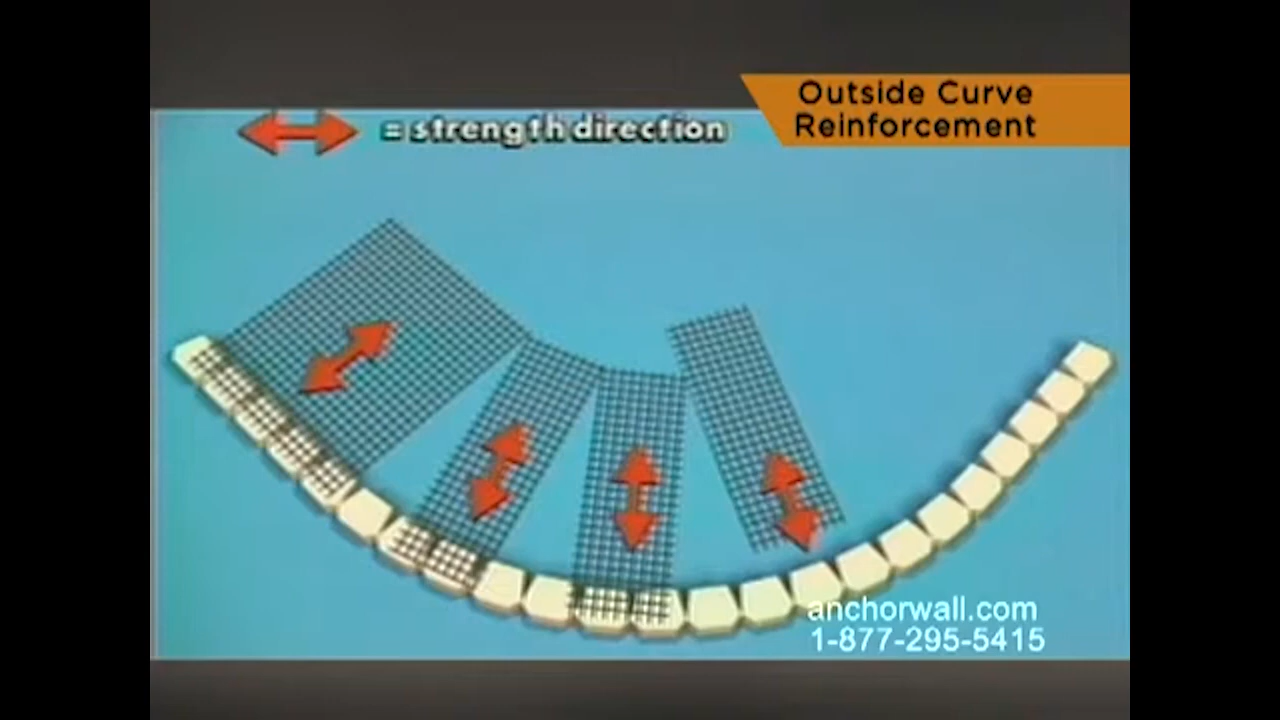 Outside Curve
Reinforcement
= strength direction
anchorwall.com
1-877-295-5415